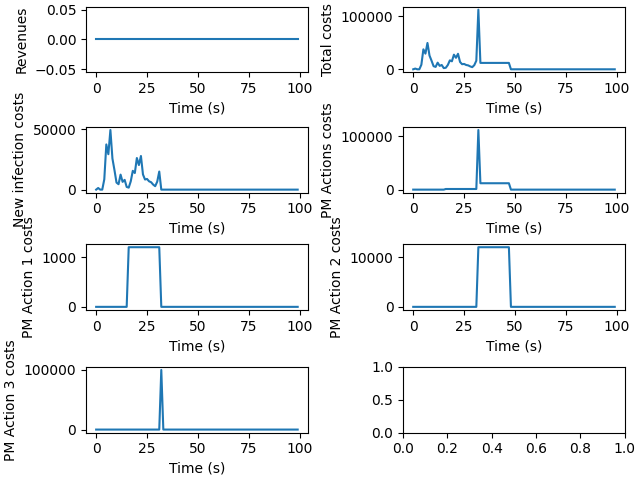 Revenues
0.05
0.00
−0.05
0 25 50 75 100
Time (s)
Total costs
100000
0
0 25 50 75 100
Time (s)
New infection costs
50000
0
0 25 50 75 100
Time (s)
PM Actions costs
100000
0
0 25 50 75 100
Time (s)
PM Action 1 costs
1000
0
0 25 50 75 100
Time (s)
PM Action 2 costs
10000
0
0 25 50 75 100
Time (s)
PM Action 3 costs
100000
0
0 25 50 75 100
Time (s)
1.0
0.5
0.0
0.0 0.2 0.4 0.6 0.8 1.0